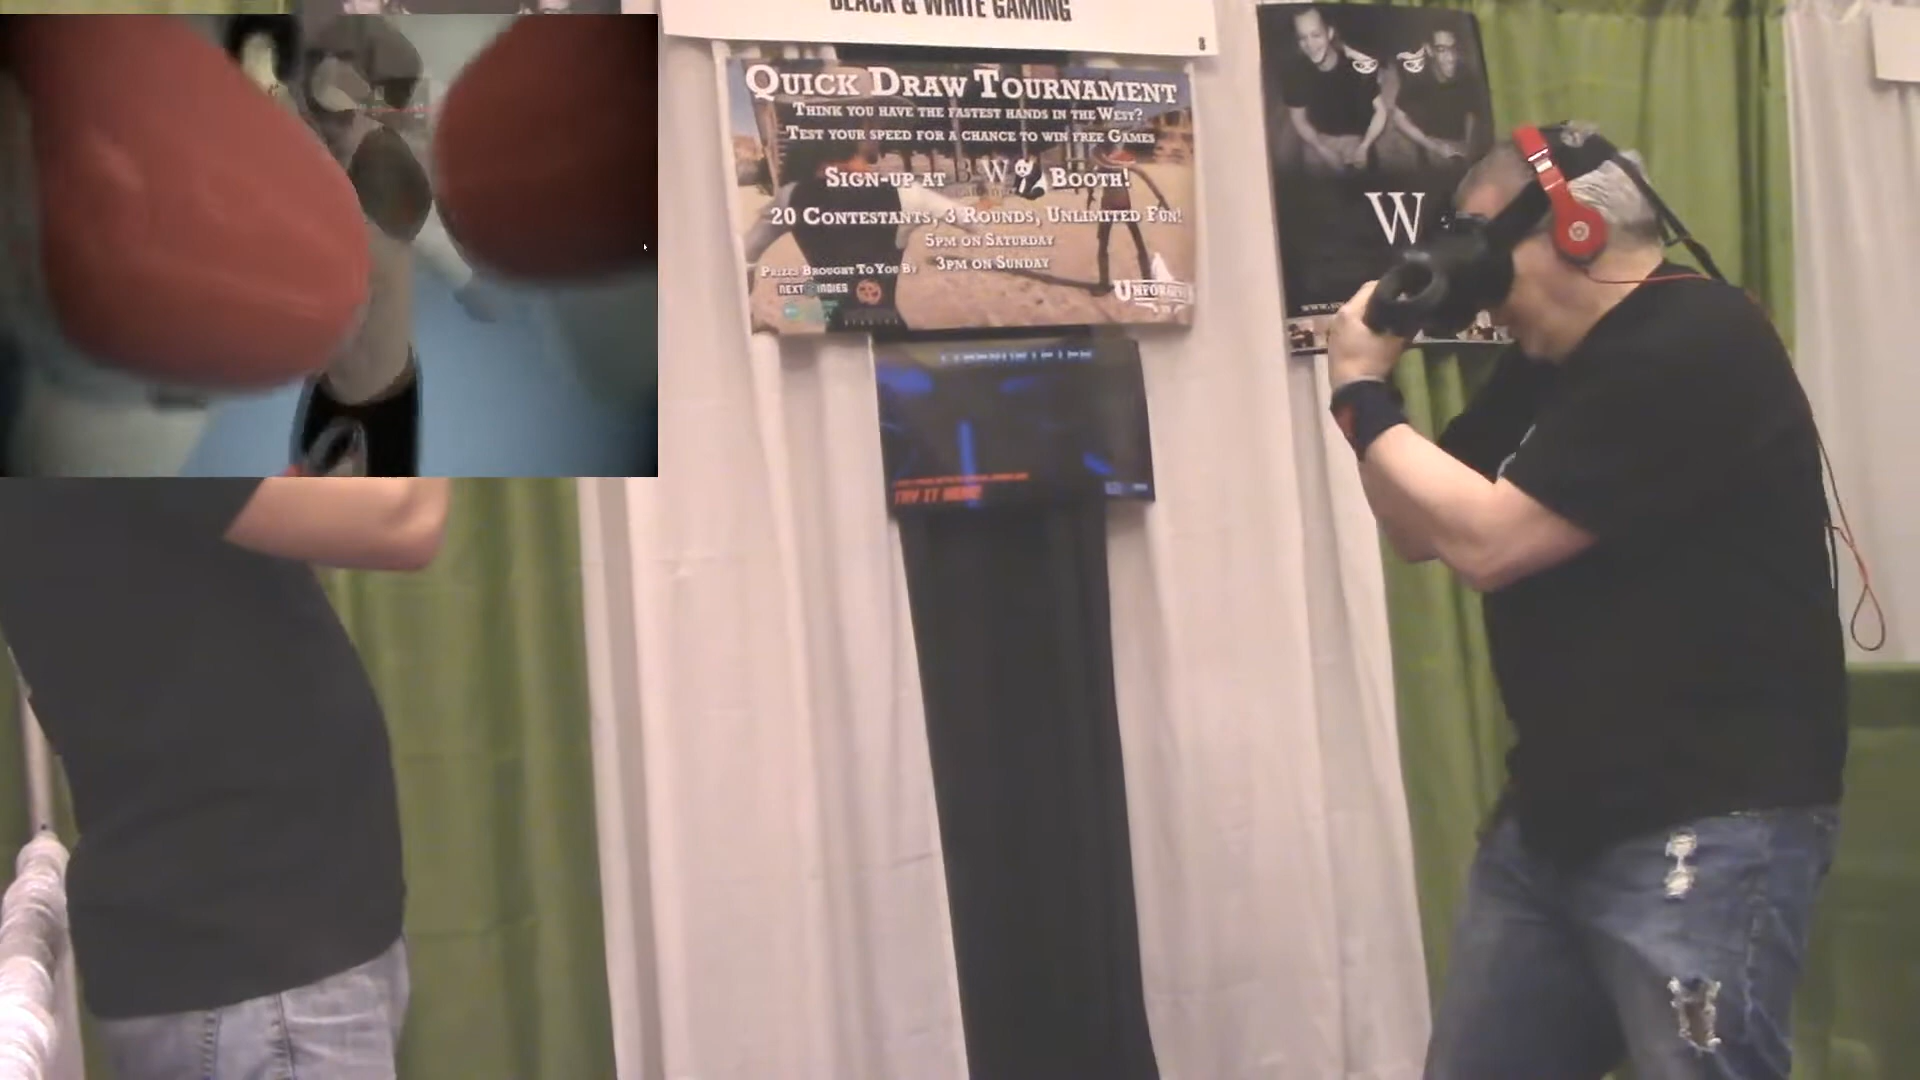 BLACK & WHITE GAMING
8
QUICK DRAW TOURNAMENT
THINK YOU HAVE THE FASTEST HANDS IN THE WEST?
TEST YOUR SPEED FOR A CHANCE TO WIN FREE GAMES
SIGN-UP AT B W BOOTH!
20 CONTESTANTS, 3 ROUNDS, UNLIMITED FUN!
5PM ON SATURDAY
3PM ON SUNDAY
PRIZES BROUGHT TO YOU BY
NEXT INDIES
W
TRY IT HERE!